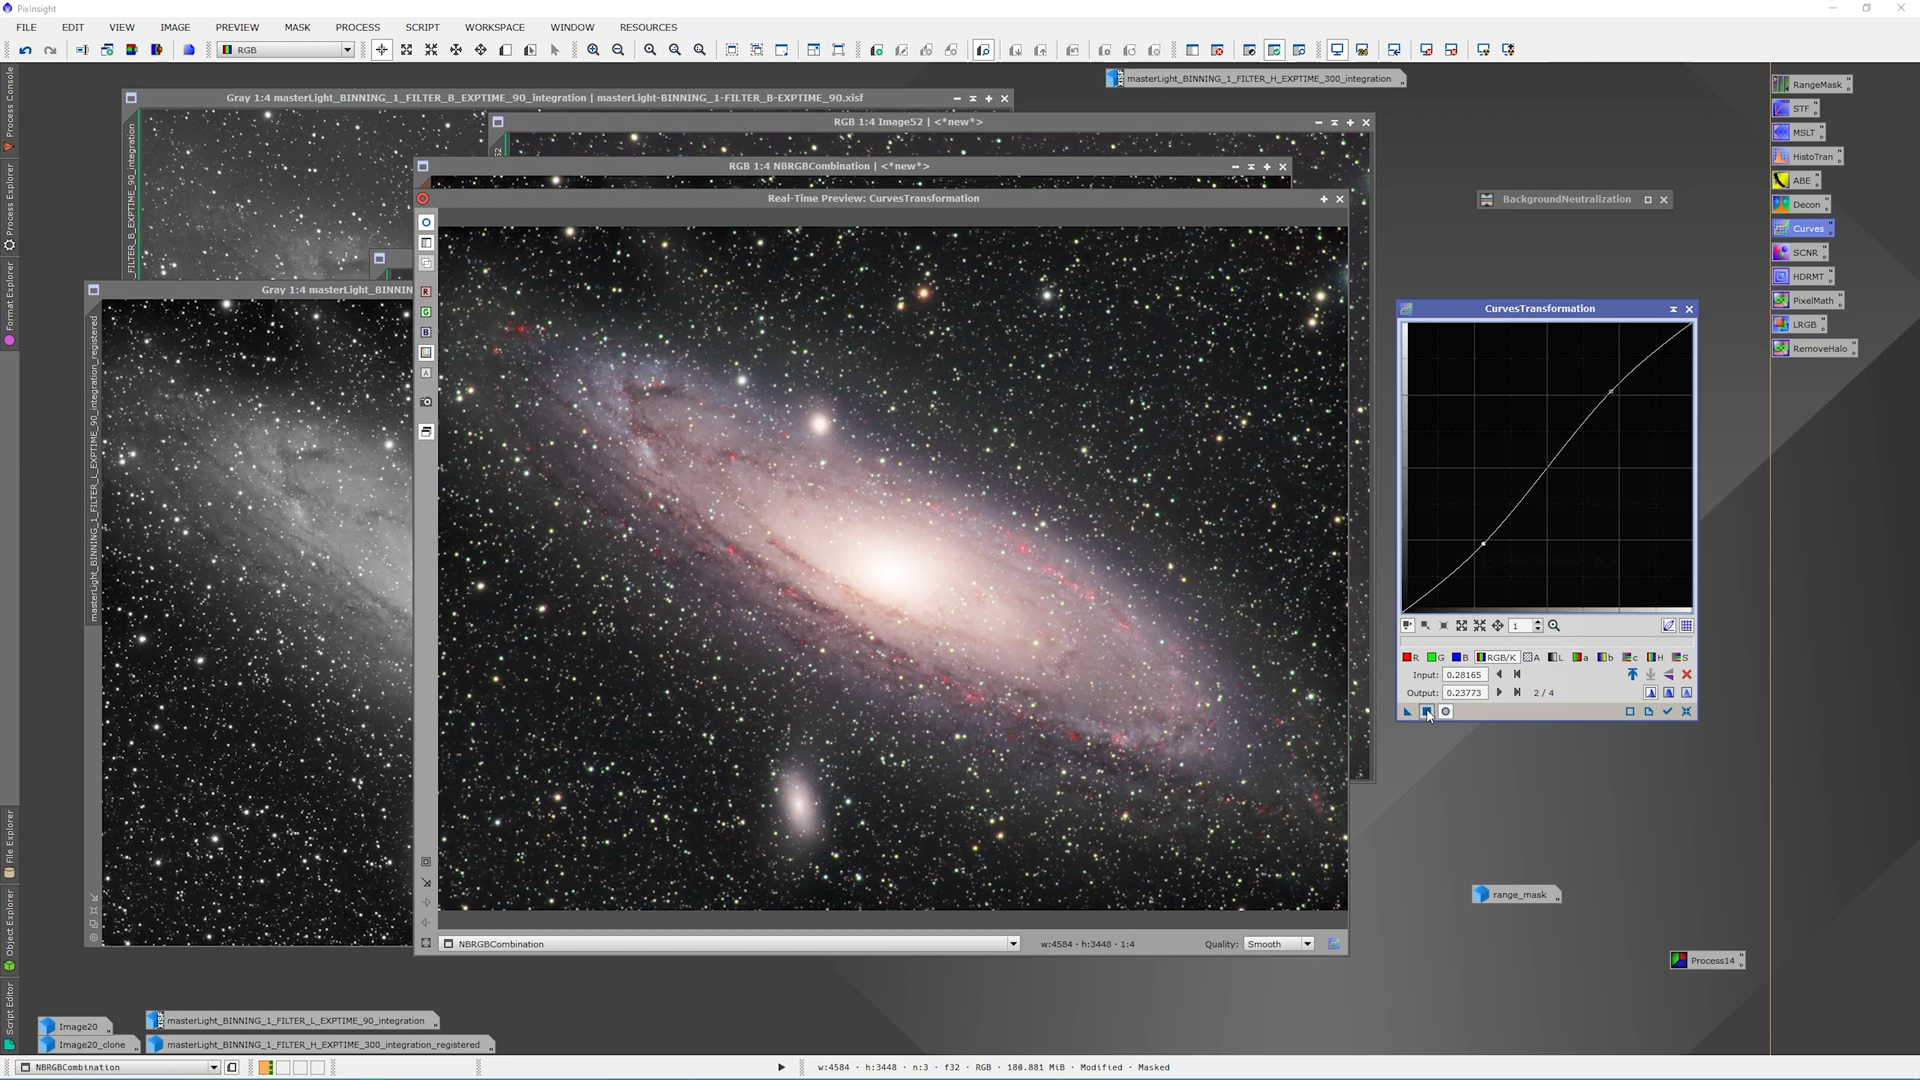 PixInsight
FILE EDIT VIEW IMAGE PREVIEW MASK PROCESS SCRIPT WORKSPACE WINDOW RESOURCES
RGB
masterLight_BINNING_1_FILTER_H_EXPTIME_300_integration
Process Console
Process Explorer
Format Explorer
File Explorer
Object Explorer
Script Editor
Gray 1:4 masterLight_BINNING_1_FILTER_B_EXPTIME_90_integration | masterLight-BINNING_1-FILTER_B-EXPTIME_90.xisf
FILTER_B_EXPTIME_90_integration
RGB 1:4 Image52 | <*new*>
52
RGB 1:4 NBRGBCombination | <*new*>
Real-Time Preview: CurvesTransformation
Gray 1:4 masterLight_BINNIN
masterLight_BINNING_1_FILTER_L_EXPTIME_90_integration_registered
R
G
B
A
NBRGBCombination
w:4584 · h:3448 · 1:4
Quality: Smooth
BackgroundNeutralization
CurvesTransformation
1
R G B RGB/K A L a b c H S
Input: 0.28165
Output: 0.23773 2 / 4
RangeMask
STF
MSLT
HistoTran
ABE
Decon
Curves
SCNR
HDRMT
PixelMath
LRGB
RemoveHalo
range_mask
Process14
Image20
masterLight_BINNING_1_FILTER_L_EXPTIME_90_integration
Image20_clone
masterLight_BINNING_1_FILTER_H_EXPTIME_300_integration_registered
NBRGBCombination
w:4584 · h:3448 · n:3 · f32 · RGB · 180.881 MiB · Modified · Masked